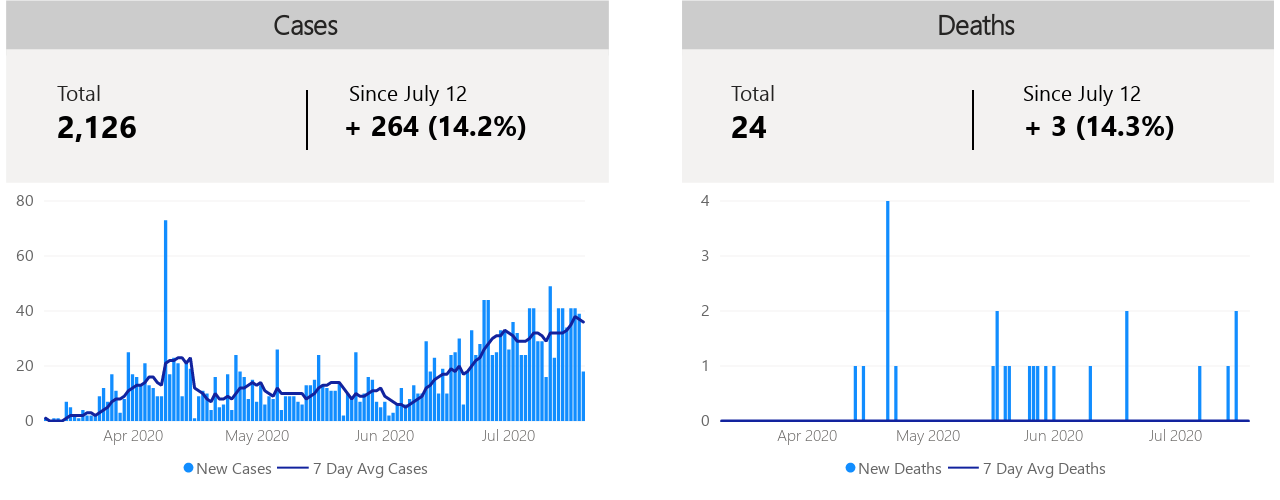 Cases
Total
2,126
Since July 12
+ 264 (14.2%)
80
60
40
20
0
Apr 2020 May 2020 Jun 2020 Jul 2020
New Cases 7 Day Avg Cases
Deaths
Total
24
Since July 12
+ 3 (14.3%)
4
3
2
1
0
Apr 2020 May 2020 Jun 2020 Jul 2020
New Deaths 7 Day Avg Deaths